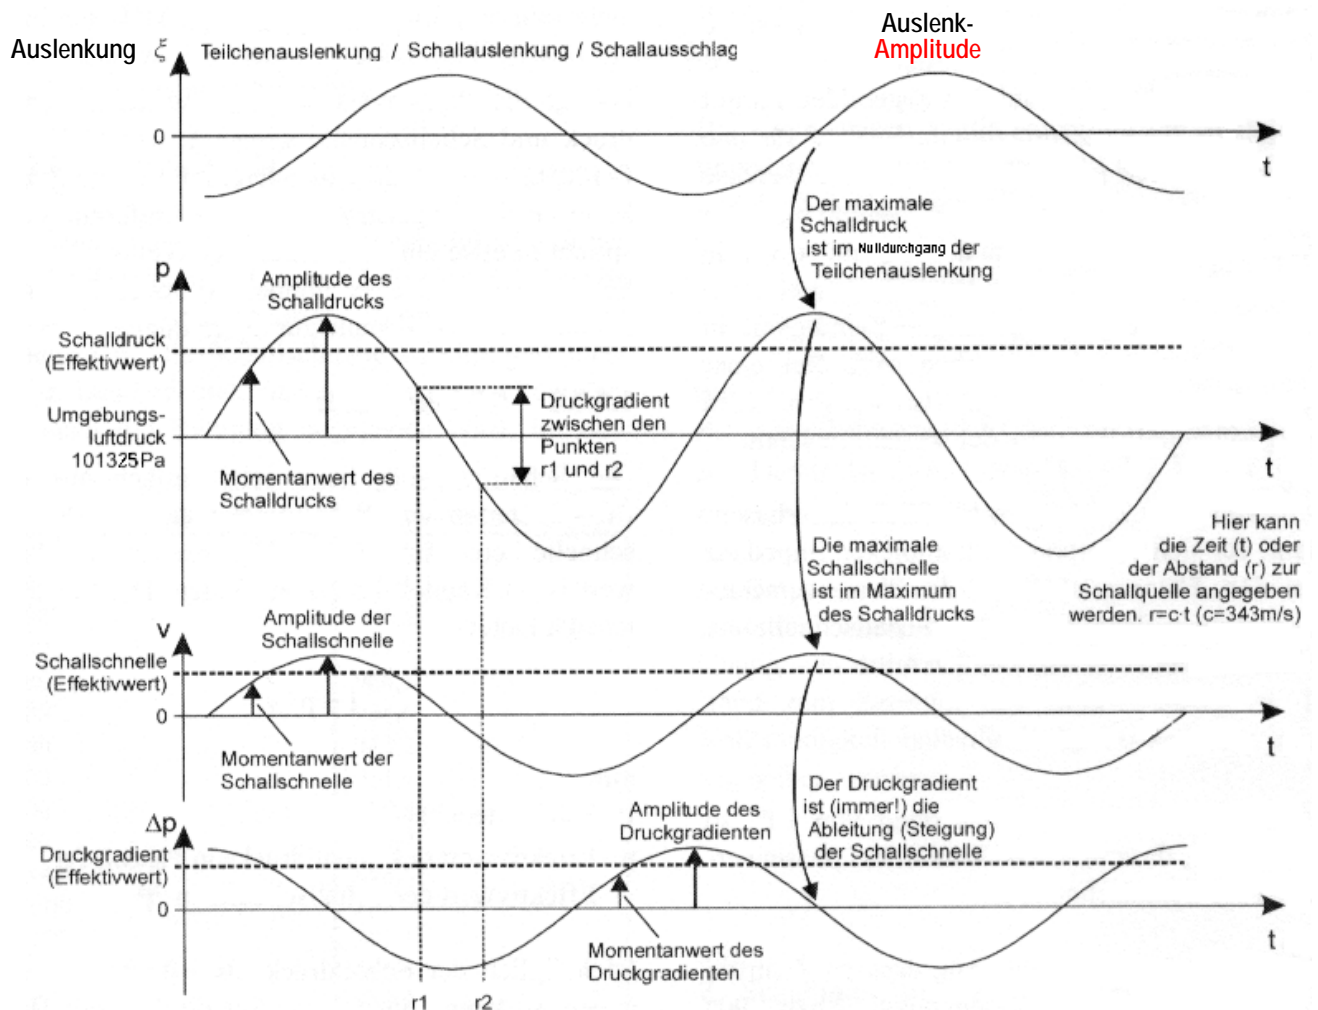 Auslenkung ξ Teilchenauslenkung / Schallauslenkung / Schallausschlag
Auslenk-
Amplitude
0
t
Der maximale
Schalldruck
ist im Nulldurchgang der
Teilchenauslenkung
p
Amplitude des
Schalldrucks
Schalldruck
(Effektivwert)
Umgebungs-
luftdruck
101325Pa
Druckgradient
zwischen den
Punkten
r1 und r2
Momentanwert des
Schalldrucks
t
Hier kann
die Zeit (t) oder
der Abstand (r) zur
Schallquelle angegeben
werden. r=c·t (c=343m/s)
Die maximale
Schallschnelle
ist im Maximum
des Schalldrucks
v
Amplitude der
Schallschnelle
Schallschnelle
(Effektivwert)
0
t
Momentanwert der
Schallschnelle
Der Druckgradient
ist (immer!) die
Ableitung (Steigung)
der Schallschnelle
Δp
Amplitude des
Druckgradienten
Druckgradient
(Effektivwert)
0
t
Momentanwert des
Druckgradienten
r1 r2